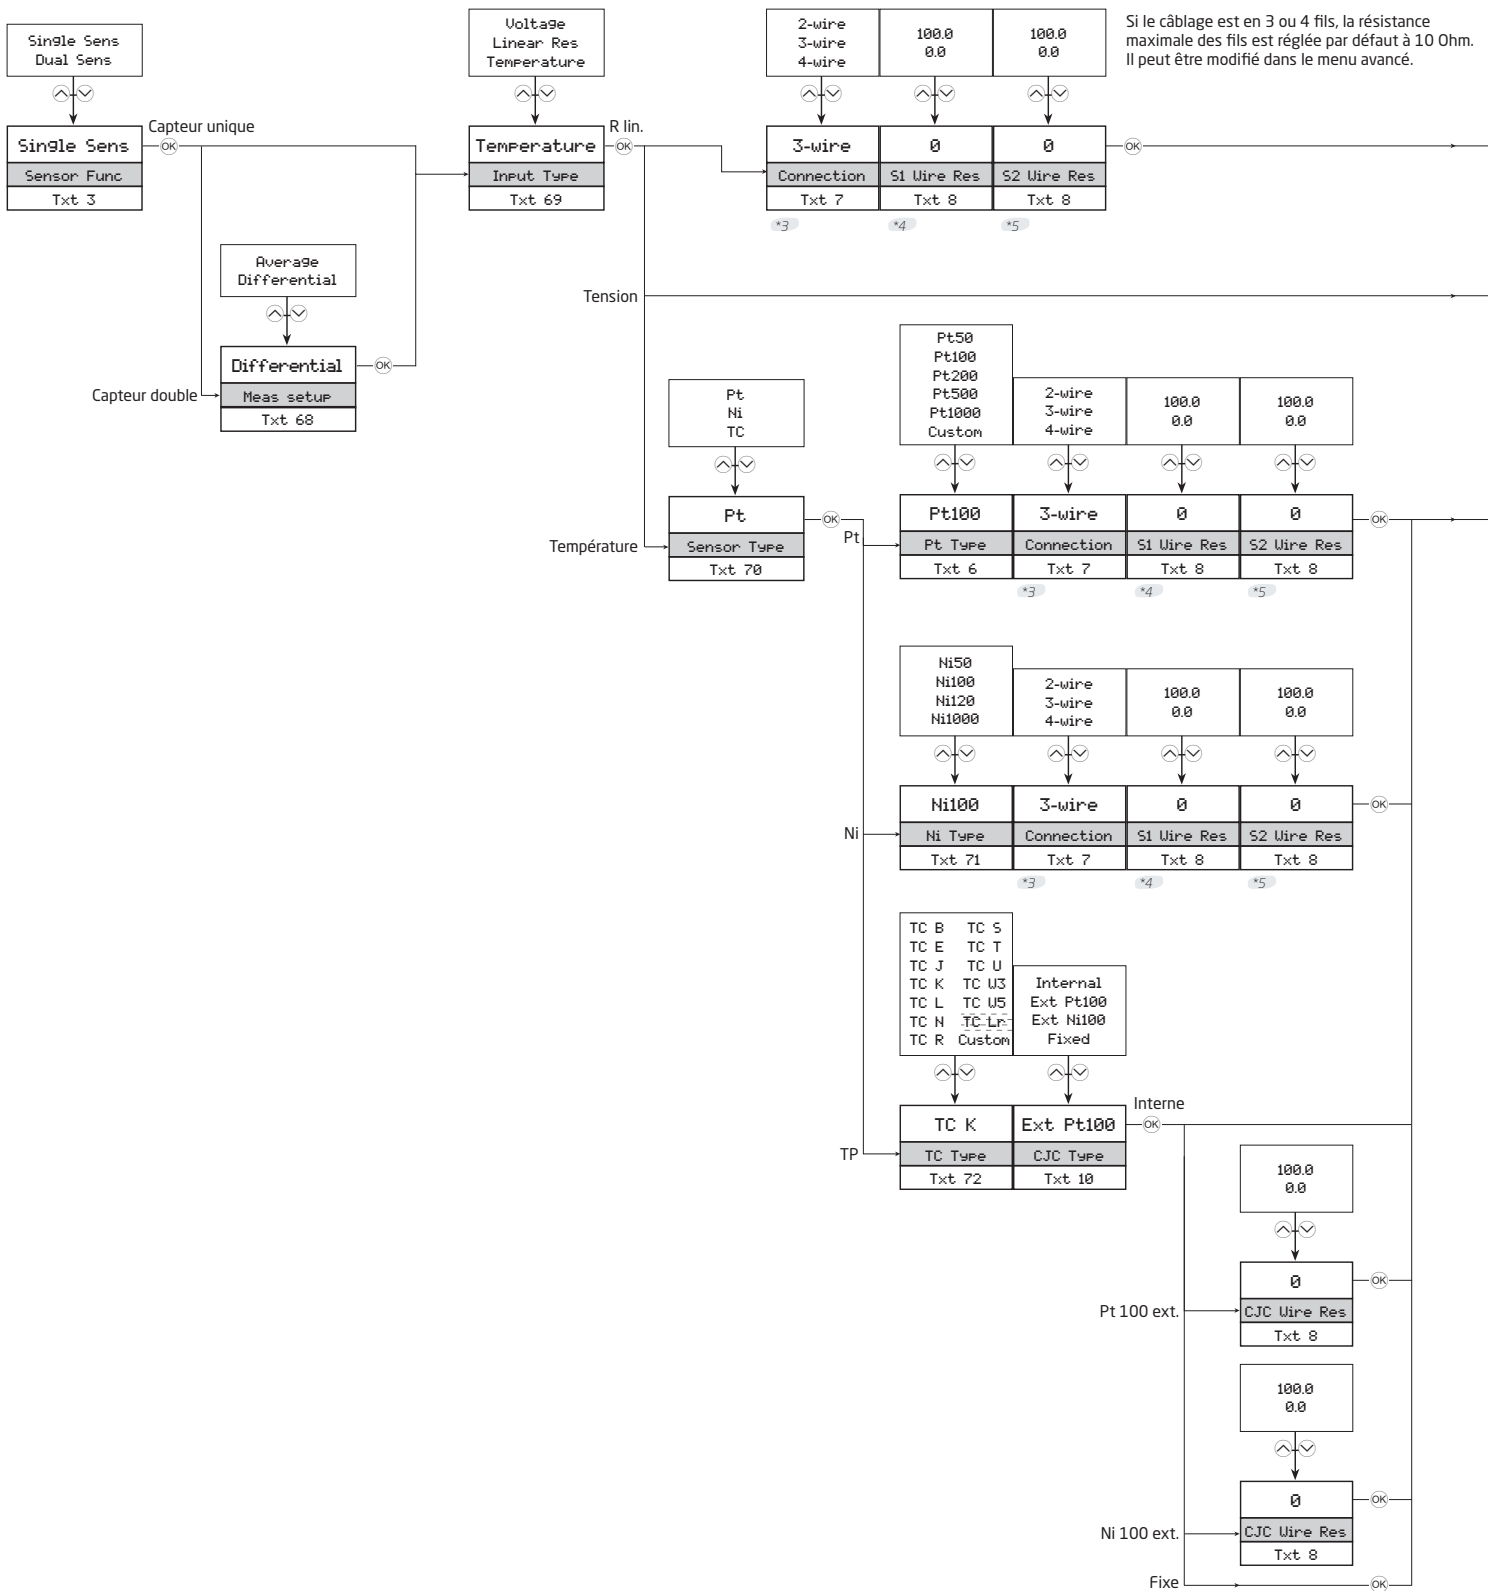 Single Sens
Dual Sens
Single Sens
Sensor Func
Txt 3
Capteur unique
OK
Average
Differential
Differential
Meas setup
Txt 68
Capteur double
OK
Voltage
Linear Res
Temperature
Temperature
Input Type
Txt 69
R lin.
OK
2-wire
3-wire
4-wire
100.0
0.0
100.0
0.0
3-wire
Connection
Txt 7
*3
0
S1 Wire Res
Txt 8
*4
0
S2 Wire Res
Txt 8
*5
OK
Si le câblage est en 3 ou 4 fils, la résistance
maximale des fils est réglée par défaut à 10 Ohm.
Il peut être modifié dans le menu avancé.
Tension
Température
Pt
Ni
TC
Pt
Sensor Type
Txt 70
OK
Pt
Pt50
Pt100
Pt200
Pt500
Pt1000
Custom
2-wire
3-wire
4-wire
100.0
0.0
100.0
0.0
Pt100
Pt Type
Txt 6
3-wire
Connection
Txt 7
*3
0
S1 Wire Res
Txt 8
*4
0
S2 Wire Res
Txt 8
*5
OK
Ni
Ni50
Ni100
Ni120
Ni1000
2-wire
3-wire
4-wire
100.0
0.0
100.0
0.0
Ni100
Ni Type
Txt 71
3-wire
Connection
Txt 7
*3
0
S1 Wire Res
Txt 8
*4
0
S2 Wire Res
Txt 8
*5
OK
TP
TC B TC S
TC E TC T
TC J TC U
TC K TC W3
TC L TC W5
TC N TC Lr
TC R Custom
Internal
Ext Pt100
Ext Ni100
Fixed
TC K
TC Type
Txt 72
Ext Pt100
CJC Type
Txt 10
Interne
OK
100.0
0.0
0
CJC Wire Res
Txt 8
Pt 100 ext.
OK
100.0
0.0
0
CJC Wire Res
Txt 8
Ni 100 ext.
OK
Fixe
OK